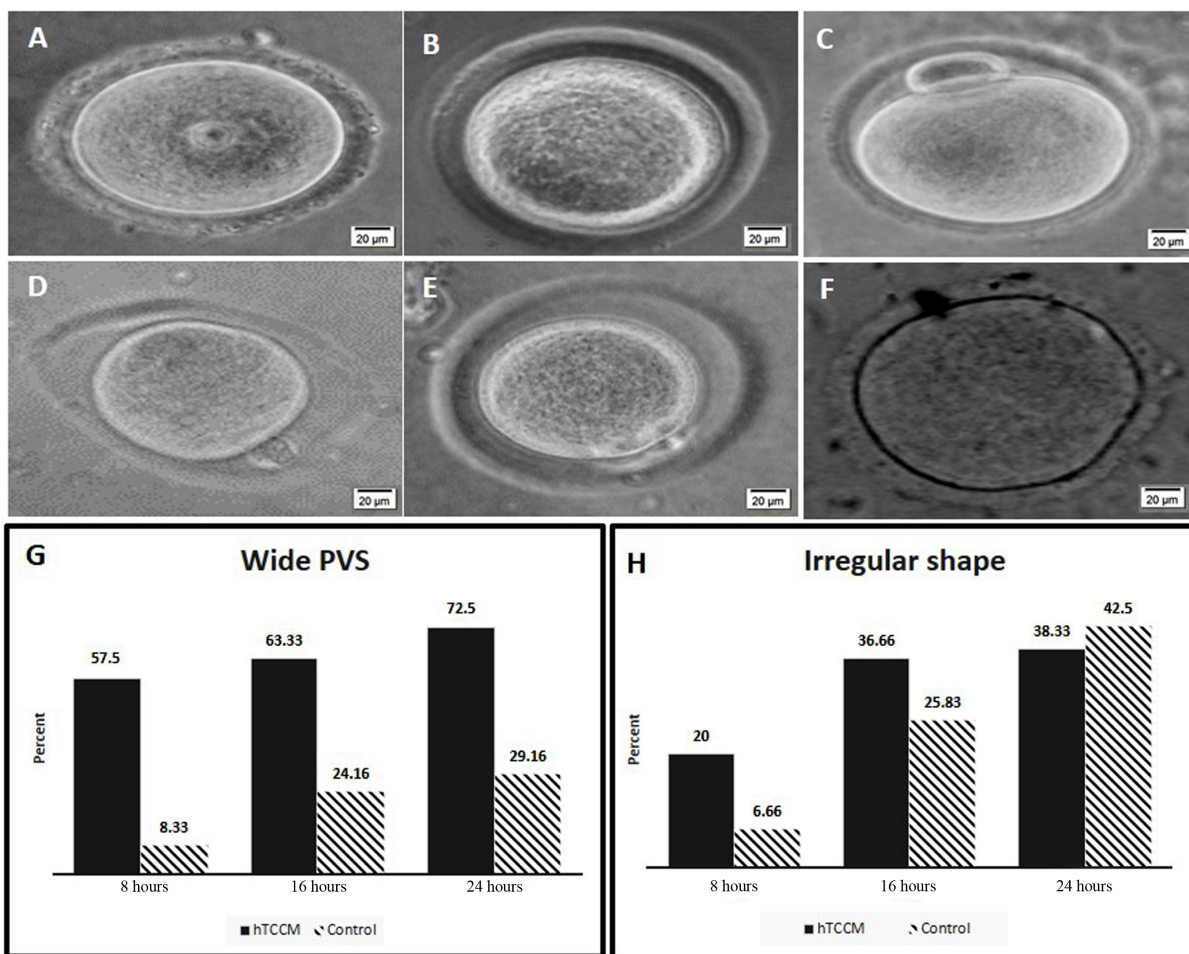 A
B
C
20 µm
20 µm
20 µm
D
E
F
20 µm
20 µm
20 µm
G
Wide PVS
Percent
57.5
8.33
63.33
24.16
72.5
29.16
8 hours
16 hours
24 hours
hTCCM
Control
H
Irregular shape
Percent
20
6.66
36.66
25.83
38.33
42.5
8 hours
16 hours
24 hours
hTCCM
Control